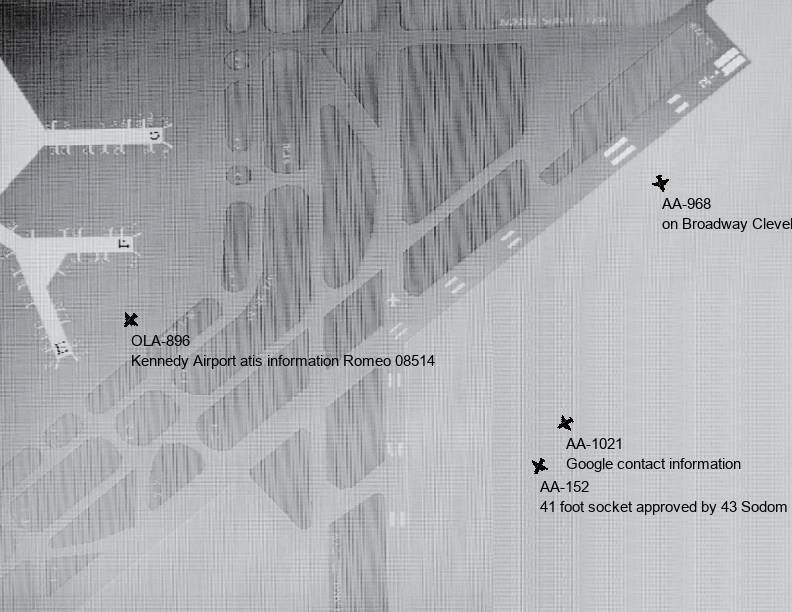 G
F
AA-968
on Broadway Clevel
OLA-896
Kennedy Airport atis information Romeo 08514
AA-1021
Google contact information
AA-152
41 foot socket approved by 43 Sodom